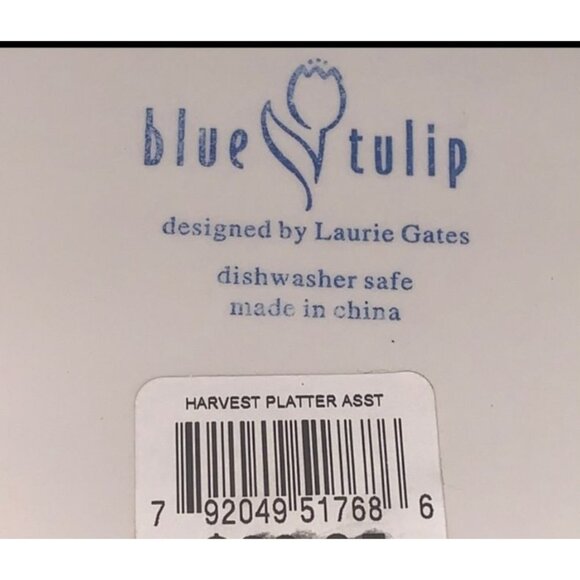 blue tulip
designed by Laurie Gates
dishwasher safe
made in china
HARVEST PLATTER ASST
7 92049 51768 6